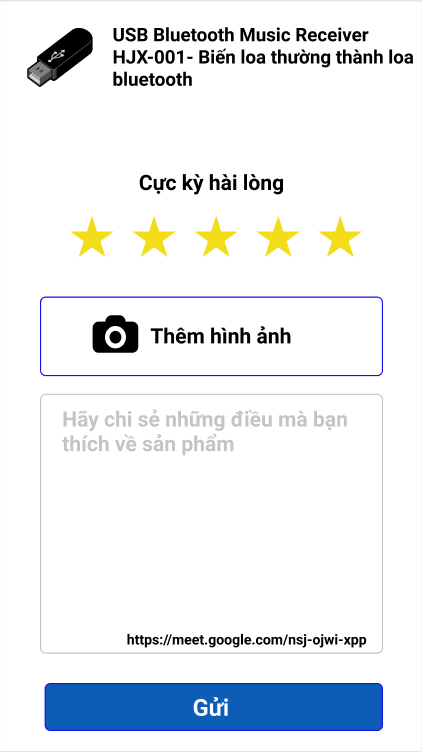 USB Bluetooth Music Receiver
HJX-001- Biến loa thường thành loa
bluetooth
Cực kỳ hài lòng
Thêm hình ảnh
Hãy chi sẻ những điều mà bạn
thích về sản phẩm
https://meet.google.com/nsj-ojwi-xpp
Gửi